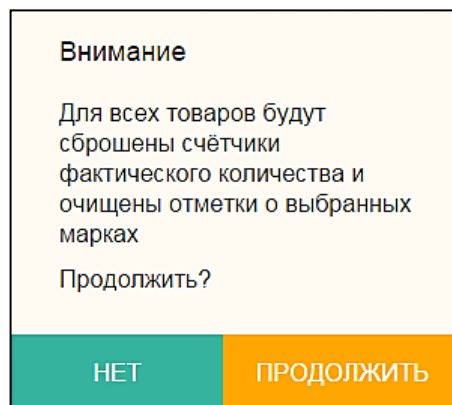 Внимание
Для всех товаров будут
сброшены счётчики
фактического количества и
очищены отметки о выбранных
марках
Продолжить?
НЕТ
ПРОДОЛЖИТЬ